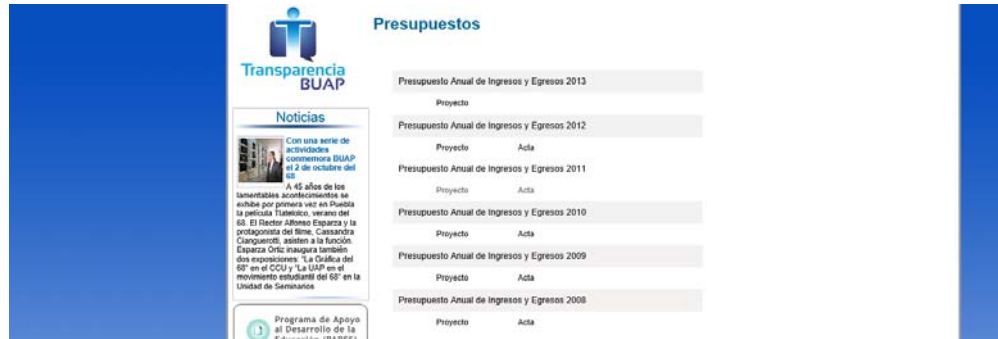 Transparencia
BUAP
Noticias
Con una serie de
actividades
conmemora BUAP
el 2 de octubre del
68
A 45 años de los
lamentables acontecimientos se
exhibe por primera vez en Puebla
la película Tlatelolco, verano del
68. El Rector Alfonso Esparza y la
protagonista del filme, Cassandra
Cianguerotti, asisten a la función.
Esparza Ortiz inaugura también
dos exposiciones: "La Gráfica del
68" en el CCU y "La UAP en el
movimiento estudiantil del 68" en la
Unidad de Seminarios
Programa de Apoyo
al Desarrollo de la
Presupuestos
Presupuesto Anual de Ingresos y Egresos 2013
Proyecto
Presupuesto Anual de Ingresos y Egresos 2012
Proyecto Acta
Presupuesto Anual de Ingresos y Egresos 2011
Proyecto Acta
Presupuesto Anual de Ingresos y Egresos 2010
Proyecto Acta
Presupuesto Anual de Ingresos y Egresos 2009
Proyecto Acta
Presupuesto Anual de Ingresos y Egresos 2008
Proyecto Acta